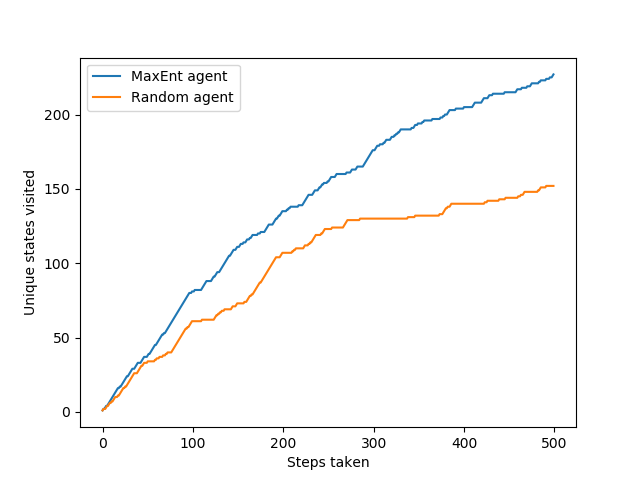 MaxEnt agent
Random agent
Unique states visited
200
150
100
50
0
0 100 200 300 400 500
Steps taken